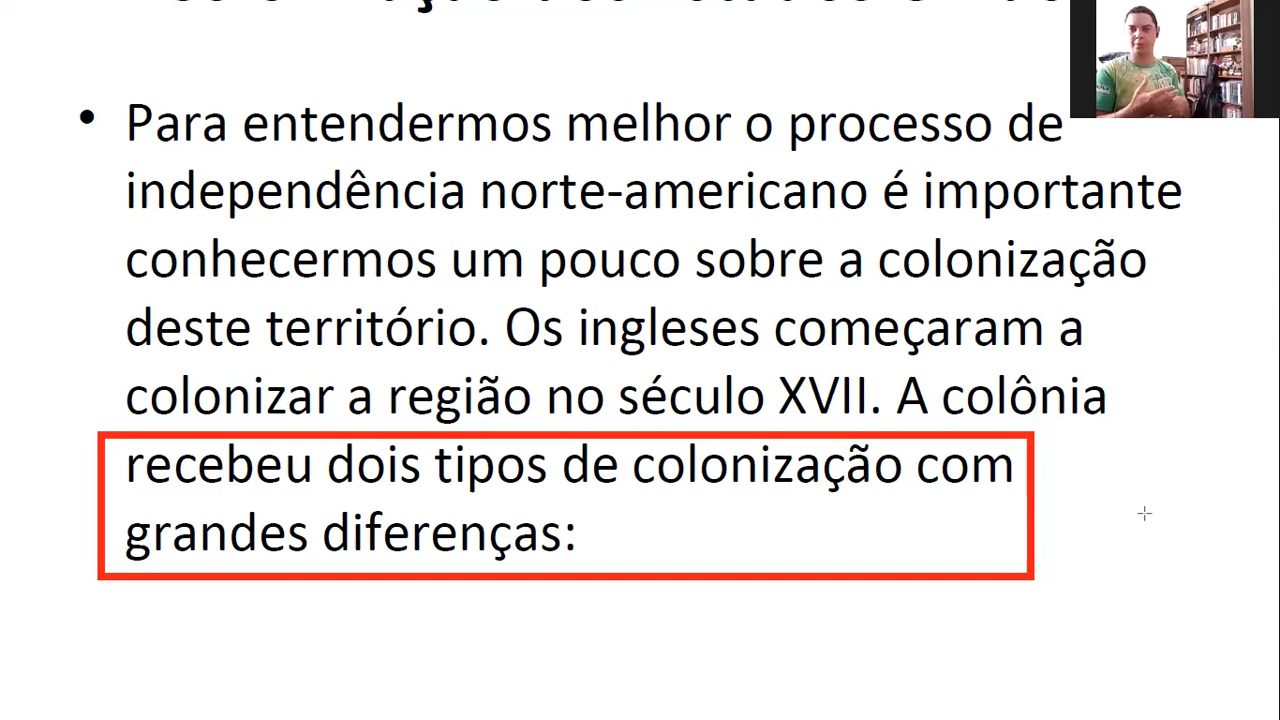 Para entendermos melhor o processo de
independência norte-americano é importante
conhecermos um pouco sobre a colonização
deste território. Os ingleses começaram a
colonizar a região no século XVII. A colônia
recebeu dois tipos de colonização com
grandes diferenças: